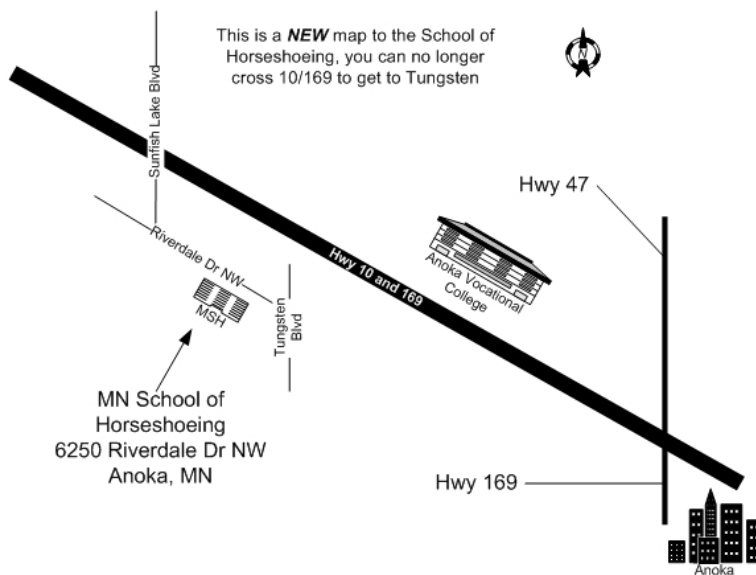 This is a NEW map to the School of
Horseshoeing, you can no longer
cross 10/169 to get to Tungsten
N
Sunfish Lake Blvd
Hwy 47
Riverdale Dr NW
Hwy 10 and 169
Anoka Vocational
College
MSH
Tungsten
Blvd
MN School of
Horseshoeing
6250 Riverdale Dr NW
Anoka, MN
Hwy 169
Anoka